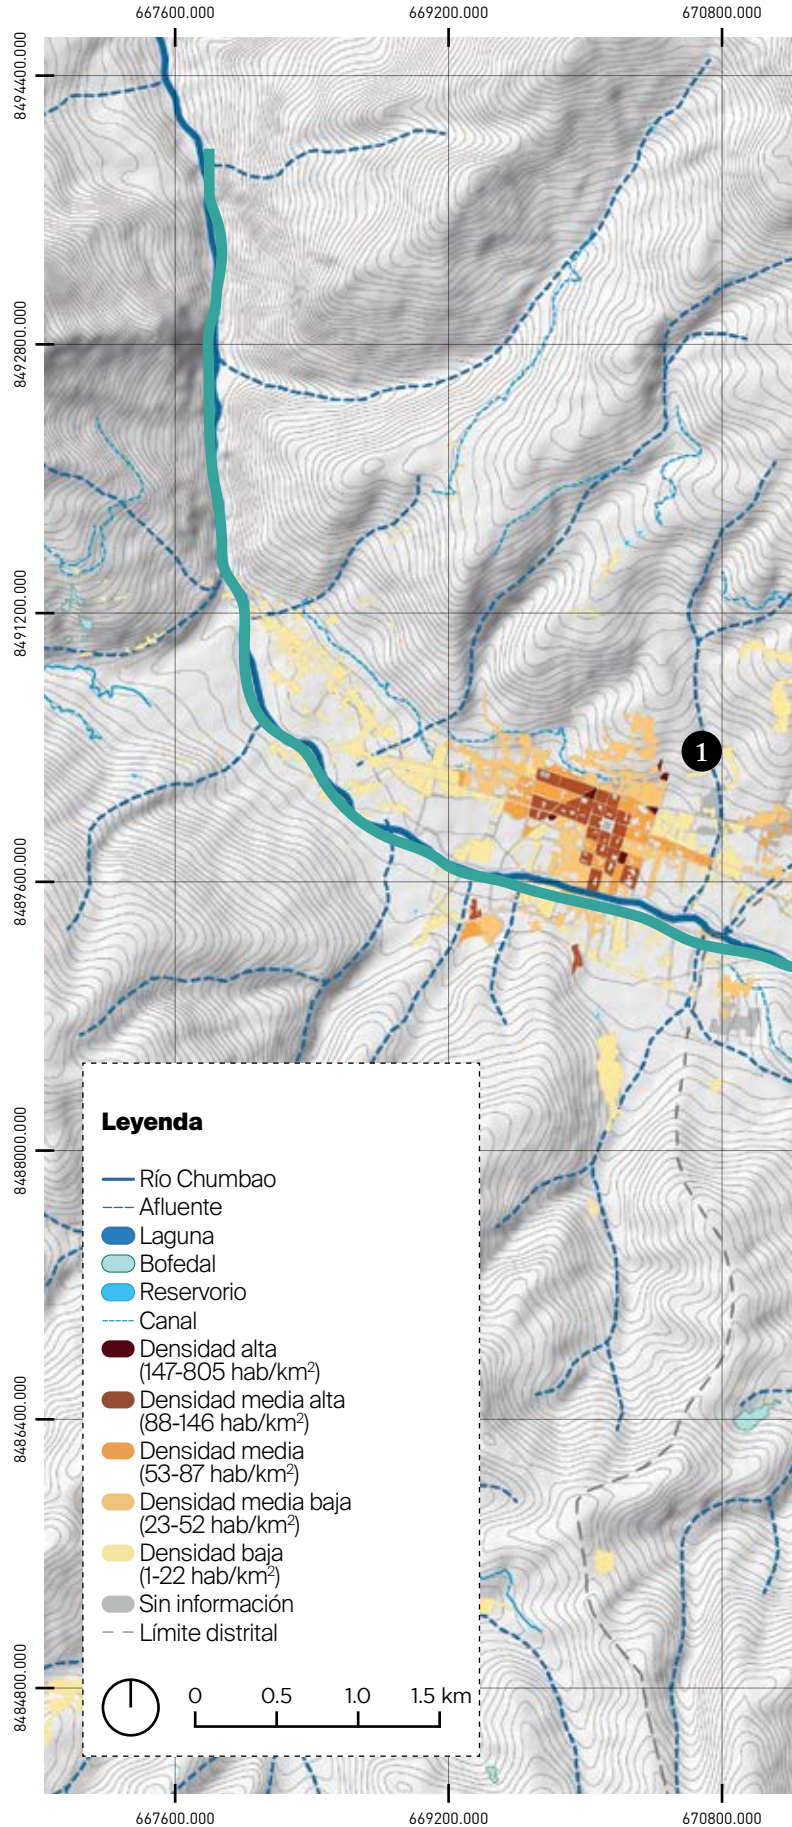 667600.000 669200.000 670800.000
8494400.000
8492800.000
8491200.000
1
8489600.000
8488000.000
8486400.000
8484800.000
Leyenda
Río Chumbao
Afluente
Laguna
Bofedal
Reservorio
Canal
Densidad alta
(147-805 hab/km²)
Densidad media alta
(88-146 hab/km²)
Densidad media
(53-87 hab/km²)
Densidad media baja
(23-52 hab/km²)
Densidad baja
(1-22 hab/km²)
Sin información
Límite distrital
0 0.5 1.0 1.5 km
667600.000 669200.000 670800.000